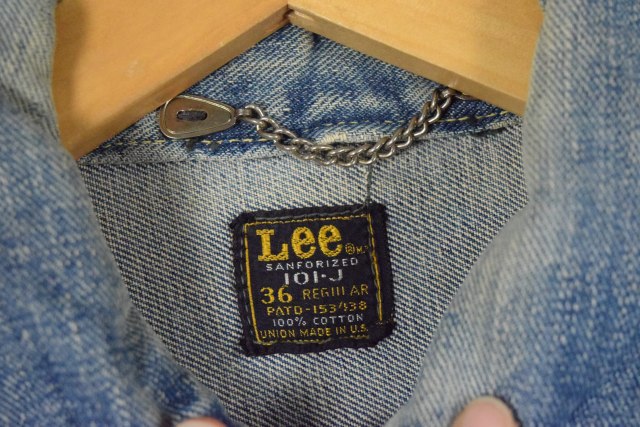 Lee ® M.R.
SANFORIZED
101-J
36 REGULAR
PATD-153438
100% COTTON
UNION MADE IN U.S.